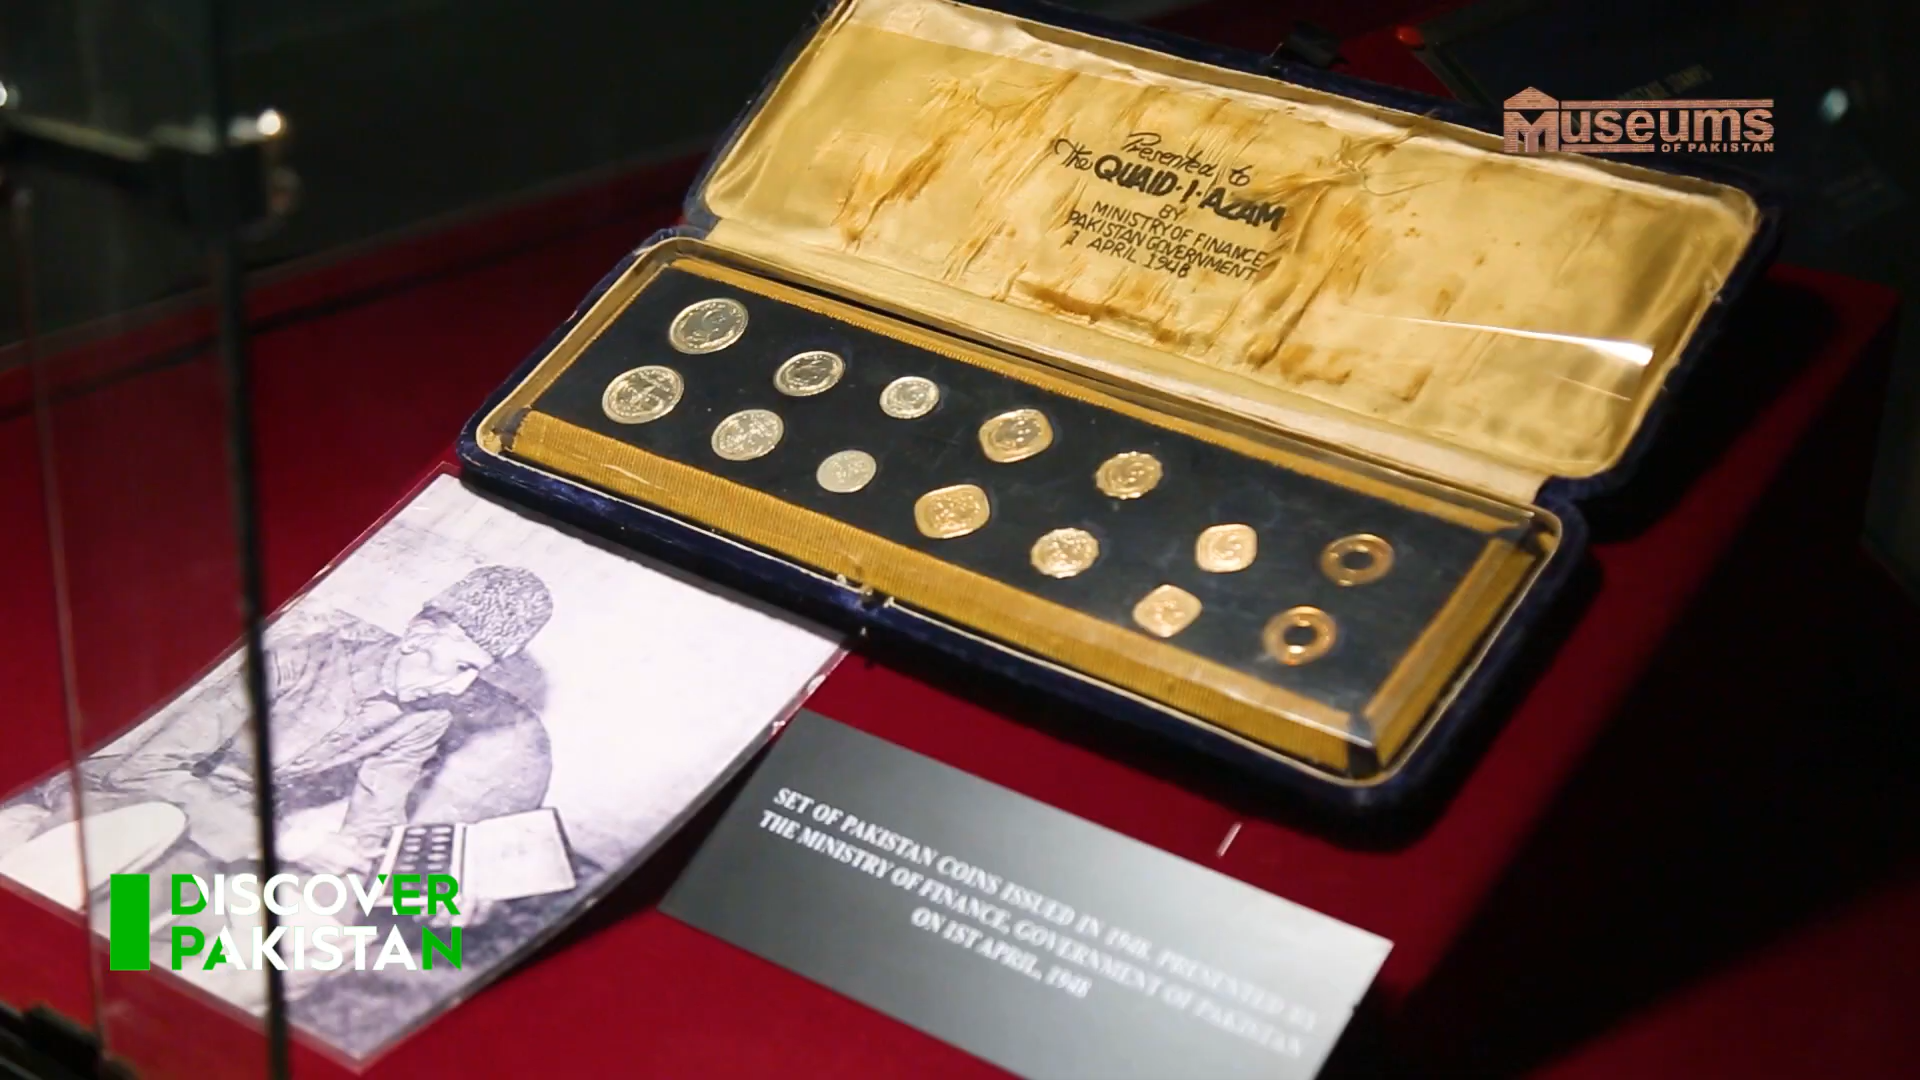 Museums
OF PAKISTAN
Presented to
The QUAID·I·AZAM
BY
MINISTRY OF FINANCE
PAKISTAN GOVERNMENT
1 APRIL 1948
SET OF PAKISTAN COINS ISSUED IN 1948. PRESENTED BY
THE MINISTRY OF FINANCE, GOVERNMENT OF PAKISTAN
ON 1ST APRIL, 1948
DISCOVER
PAKISTAN